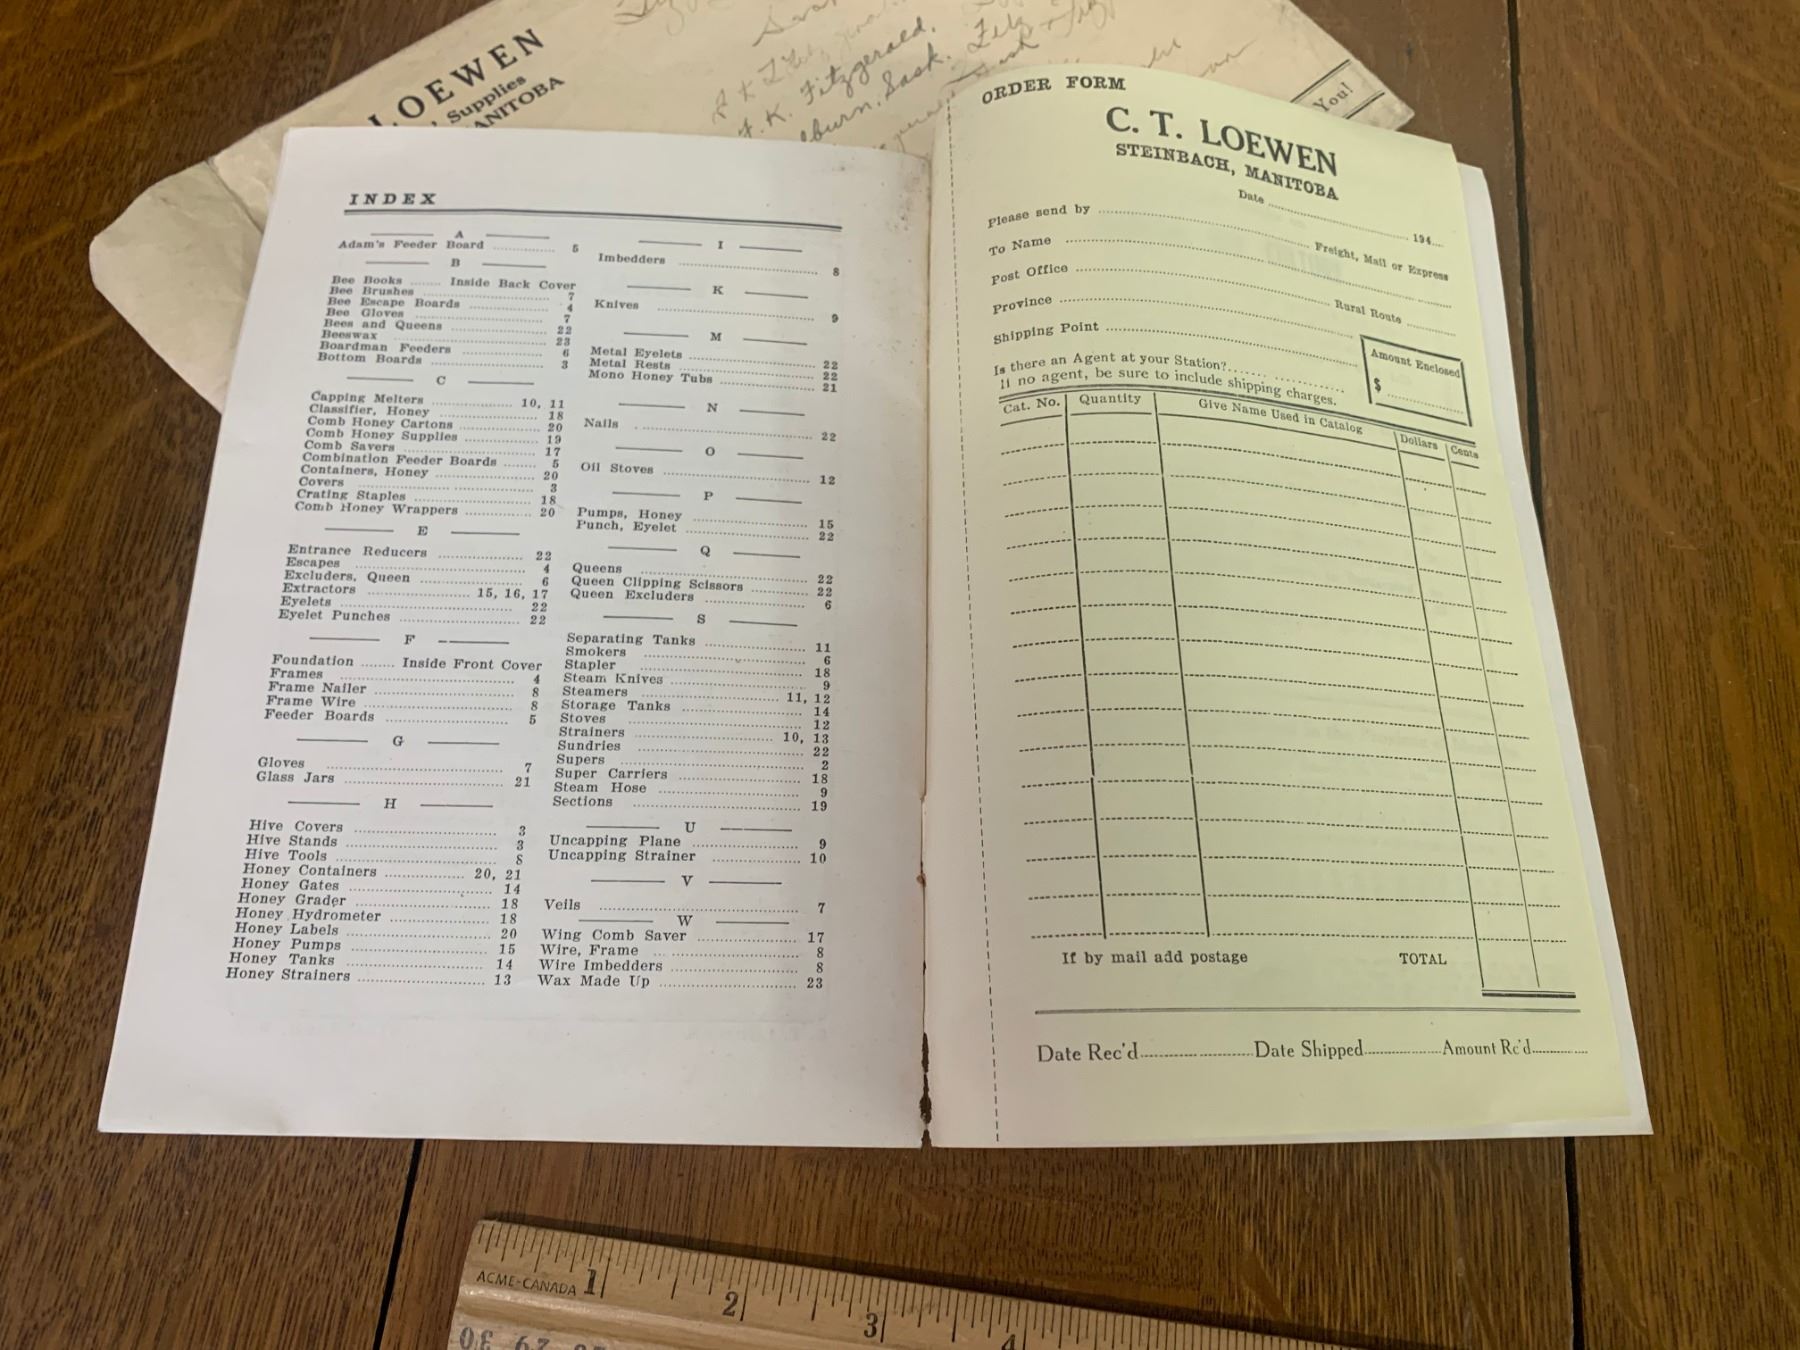 LOEWEN
Supplies
MANITOBA
F. K. Fitzgerald,
Sask.
You!
INDEX
A
Adam's Feeder Board 5
B
Bee Books Inside Back Cover
Bee Brushes 7
Bee Escape Boards 4
Bee Gloves 7
Bees and Queens 22
Beeswax 23
Boardman Feeders 6
Bottom Boards 3
C
Capping Melters 10, 11
Classifier, Honey 18
Comb Honey Cartons 20
Comb Honey Supplies 19
Comb Savers 17
Combination Feeder Boards 5
Containers, Honey 20
Covers 3
Crating Staples 18
Comb Honey Wrappers 20
E
Entrance Reducers 22
Escapes 4
Excluders, Queen 6
Extractors 15, 16, 17
Eyelets 22
Eyelet Punches 22
F
Foundation Inside Front Cover
Frames 4
Frame Nailer 8
Frame Wire 8
Feeder Boards 5
G
Gloves 7
Glass Jars 21
H
Hive Covers 3
Hive Stands 3
Hive Tools 8
Honey Containers 20, 21
Honey Gates 14
Honey Grader 18
Honey Hydrometer 18
Honey Labels 20
Honey Pumps 15
Honey Tanks 14
Honey Strainers 13
I
Imbedders 8
K
Knives 9
M
Metal Eyelets 22
Metal Rests 22
Mono Honey Tubs 21
N
Nails 22
O
Oil Stoves 12
P
Pumps, Honey 15
Punch, Eyelet 22
Q
Queens 22
Queen Clipping Scissors 22
Queen Excluders 6
S
Separating Tanks 11
Smokers 6
Stapler 18
Steam Knives 9
Steamers 11, 12
Storage Tanks 14
Stoves 12
Strainers 10, 13
Sundries 22
Supers 2
Super Carriers 18
Steam Hose 9
Sections 19
U
Uncapping Plane 9
Uncapping Strainer 10
V
Veils 7
W
Wing Comb Saver 17
Wire, Frame 8
Wire Imbedders 8
Wax Made Up 23
ORDER FORM
C. T. LOEWEN
STEINBACH, MANITOBA
Date 194
Please send by
Freight, Mail or Express
To Name
Post Office
Rural Route
Province
Shipping Point
Is there an Agent at your Station?
If no agent, be sure to include shipping charges.
Amount Enclosed
$
Cat. No. Quantity Give Name Used in Catalog Dollars Cents
If by mail add postage TOTAL
Date Rec'd Date Shipped Amount Rc'd
ACME-CANADA 1 2 3 4
30 29